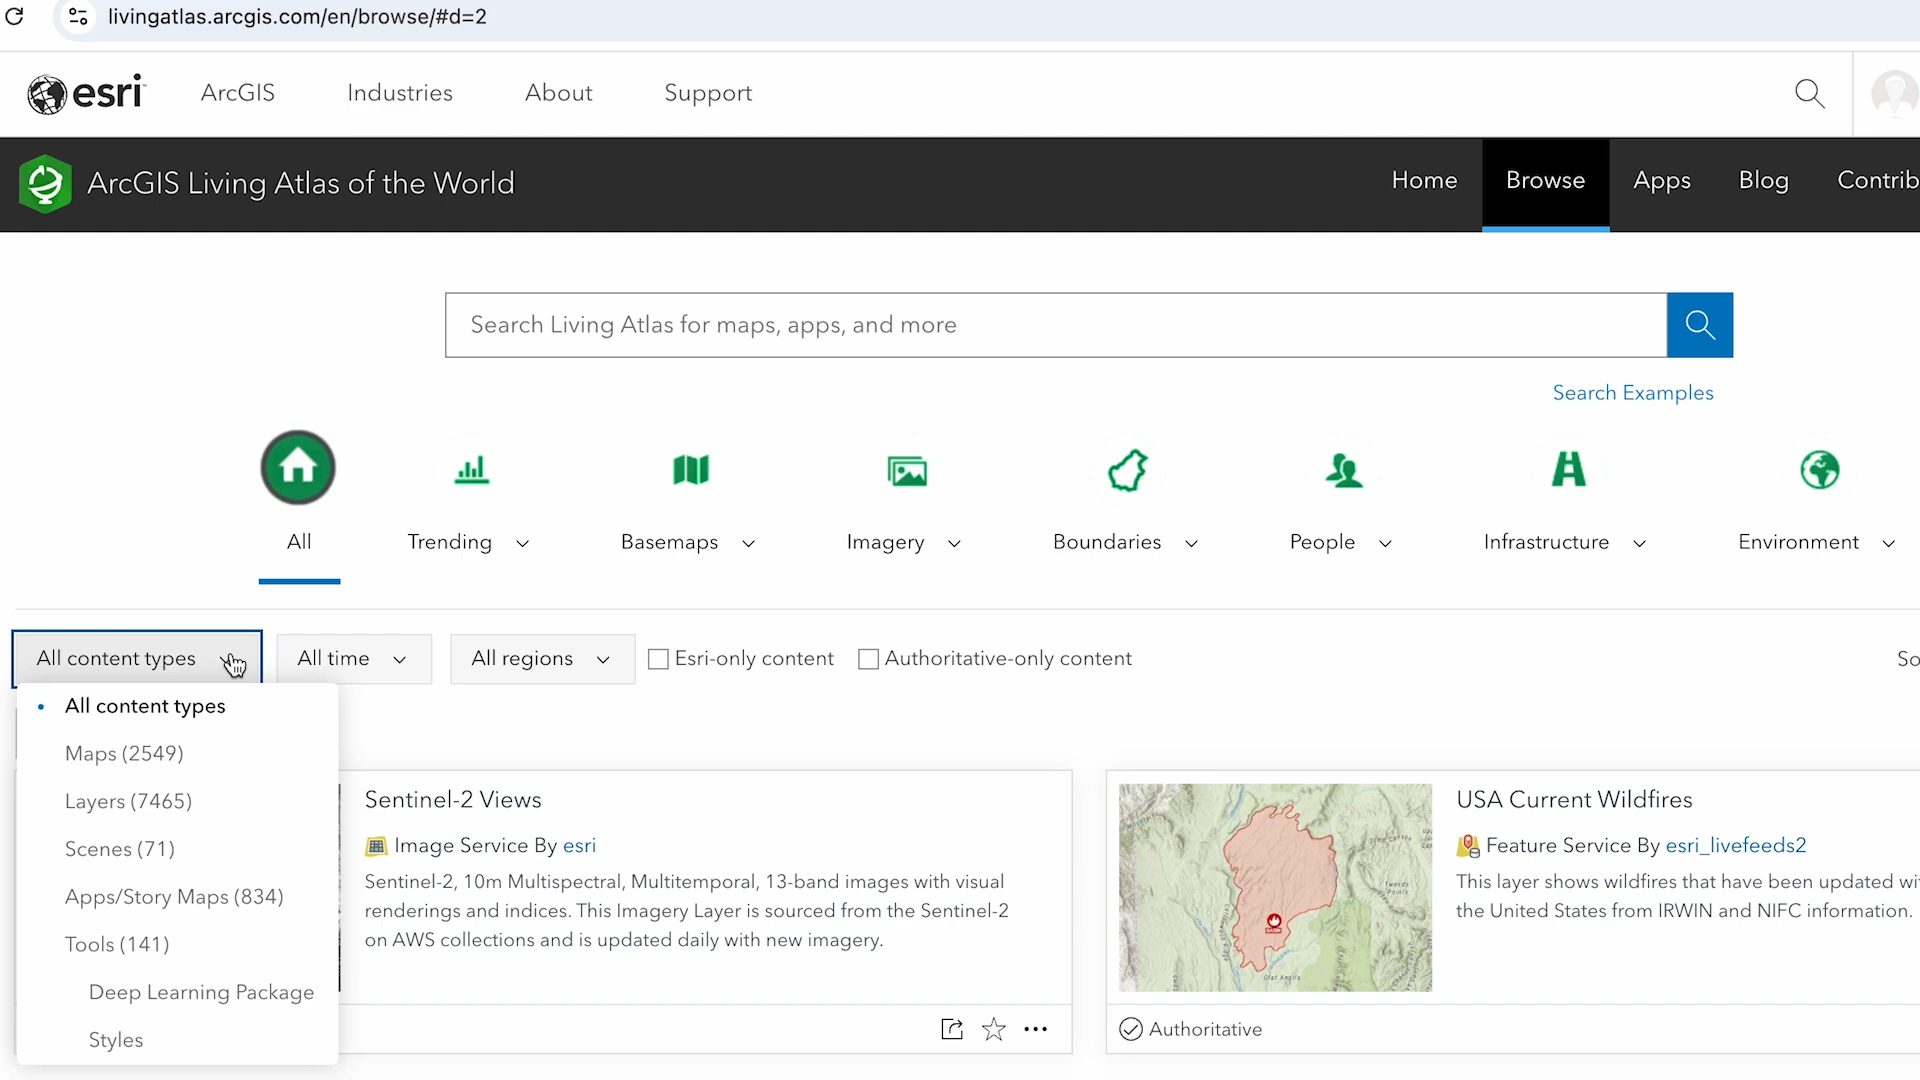 livingatlas.arcgis.com/en/browse/#d=2
esri
ArcGIS
Industries
About
Support
ArcGIS Living Atlas of the World
Home
Browse
Apps
Blog
Contrib
Search Living Atlas for maps, apps, and more
Search Examples
All
Trending
Basemaps
Imagery
Boundaries
People
Infrastructure
Environment
All content types
All time
All regions
Esri-only content
Authoritative-only content
So
All content types
Maps (2549)
Layers (7465)
Scenes (71)
Apps/Story Maps (834)
Tools (141)
Deep Learning Package
Styles
Sentinel-2 Views
Image Service By esri
Sentinel-2, 10m Multispectral, Multitemporal, 13-band images with visual
renderings and indices. This Imagery Layer is sourced from the Sentinel-2
on AWS collections and is updated daily with new imagery.
USA Current Wildfires
Feature Service By esri_livefeeds2
This layer shows wildfires that have been updated wi
the United States from IRWIN and NIFC information.
Authoritative